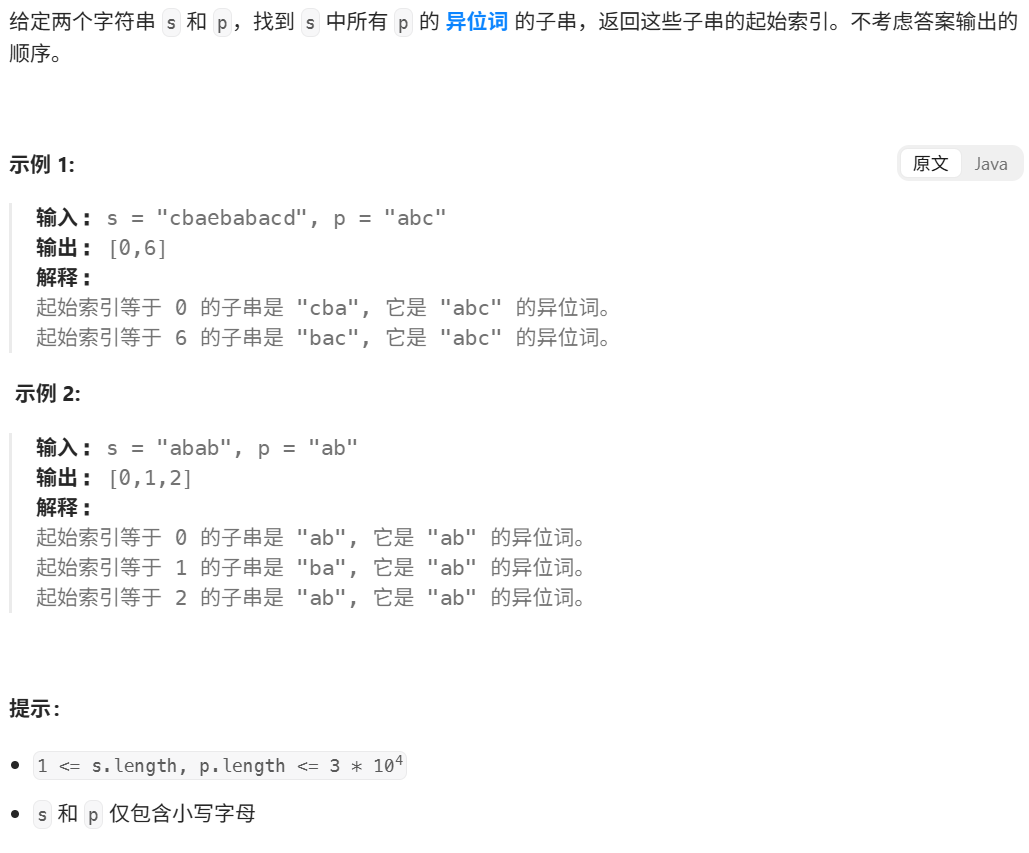 给定两个字符串 s 和 p，找到 s 中所有 p 的 异位词 的子串，返回这些子串的起始索引。不考虑答案输出的
顺序。
示例 1:
原文 Java
输入: s = "cbaebabacd", p = "abc"
输出: [0,6]
解释:
起始索引等于 0 的子串是 "cba", 它是 "abc" 的异位词。
起始索引等于 6 的子串是 "bac", 它是 "abc" 的异位词。
示例 2:
输入: s = "abab", p = "ab"
输出: [0,1,2]
解释:
起始索引等于 0 的子串是 "ab", 它是 "ab" 的异位词。
起始索引等于 1 的子串是 "ba", 它是 "ab" 的异位词。
起始索引等于 2 的子串是 "ab", 它是 "ab" 的异位词。
提示:
• 1 <= s.length, p.length <= 3 * 10⁴
• s 和 p 仅包含小写字母